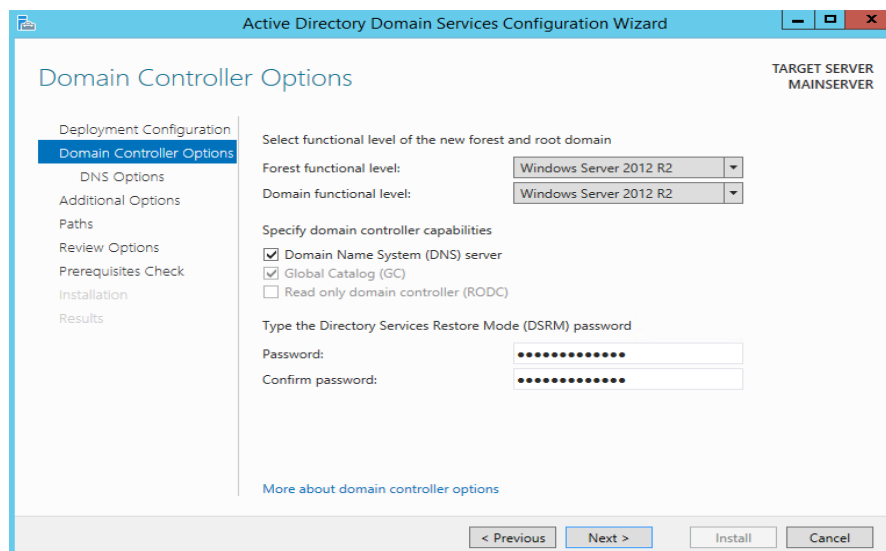 Active Directory Domain Services Configuration Wizard
Domain Controller Options
TARGET SERVER
MAINSERVER
Deployment Configuration
Domain Controller Options
DNS Options
Additional Options
Paths
Review Options
Prerequisites Check
Installation
Results
Select functional level of the new forest and root domain
Forest functional level: Windows Server 2012 R2
Domain functional level: Windows Server 2012 R2
Specify domain controller capabilities
Domain Name System (DNS) server
Global Catalog (GC)
Read only domain controller (RODC)
Type the Directory Services Restore Mode (DSRM) password
Password: •••••••••••••
Confirm password: •••••••••••••
More about domain controller options
< Previous Next > Install Cancel